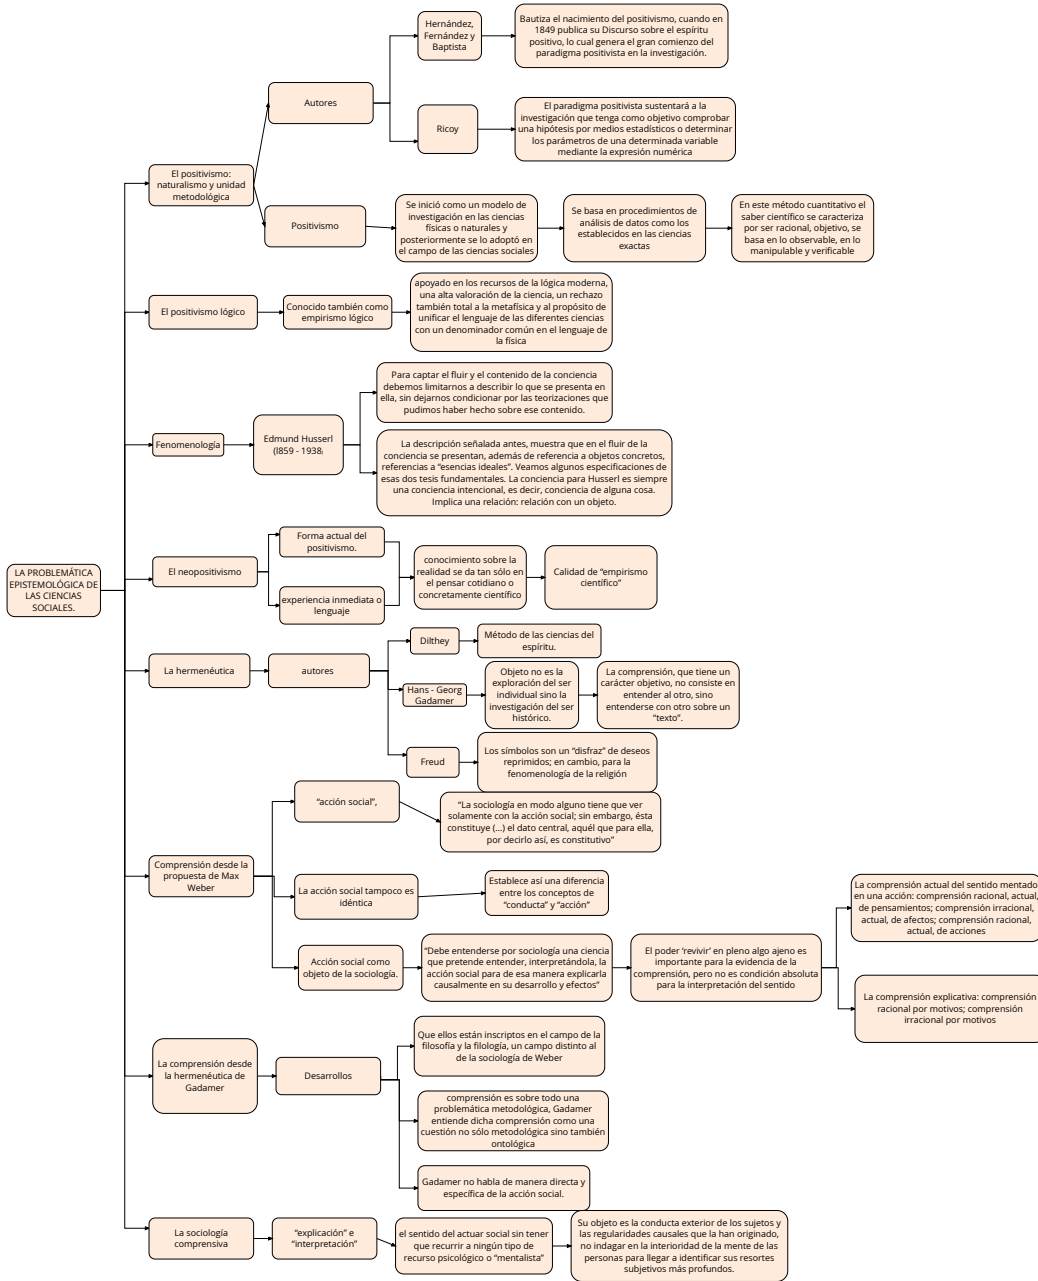 LA PROBLEMÁTICA
EPISTEMOLÓGICA DE
LAS CIENCIAS
SOCIALES.
El positivismo:
naturalismo y unidad
metodológica
Autores
Hernández,
Fernández y
Baptista
Bautiza el nacimiento del positivismo, cuando en
1849 publica su Discurso sobre el espíritu
positivo, lo cual genera el gran comienzo del
paradigma positivista en la investigación.
Ricoy
El paradigma positivista sustentará a la
investigación que tenga como objetivo comprobar
una hipótesis por medios estadísticos o determinar
los parámetros de una determinada variable
mediante la expresión numérica
Positivismo
Se inició como un modelo de
investigación en las ciencias
físicas o naturales y
posteriormente se lo adoptó en
el campo de las ciencias sociales
Se basa en procedimientos de
análisis de datos como los
establecidos en las ciencias
exactas
En este método cuantitativo el
saber científico se caracteriza
por ser racional, objetivo, se
basa en lo observable, en lo
manipulable y verificable
El positivismo lógico
Conocido también como
empirismo lógico
apoyado en los recursos de la lógica moderna,
una alta valoración de la ciencia, un rechazo
también total a la metafísica y al propósito de
unificar el lenguaje de las diferentes ciencias
con un denominador común en el lenguaje de
la física
Fenomenología
Edmund Husserl
(l859 - 1938
Para captar el fluir y el contenido de la conciencia
debemos limitarnos a describir lo que se presenta en
ella, sin dejarnos condicionar por las teorizaciones que
pudimos haber hecho sobre ese contenido.
La descripción señalada antes, muestra que en el fluir de la
conciencia se presentan, además de referencia a objetos concretos,
referencias a “esencias ideales”. Veamos algunos especificaciones de
esas dos tesis fundamentales. La conciencia para Husserl es siempre
una conciencia intencional, es decir, conciencia de alguna cosa.
Implica una relación: relación con un objeto.
El neopositivismo
Forma actual del
positivismo.
experiencia inmediata o
lenguaje
conocimiento sobre la
realidad se da tan sólo en
el pensar cotidiano o
concretamente científico
Calidad de “empirismo
científico”
La hermenéutica
autores
Dilthey
Método de las ciencias del
espíritu.
Hans - Georg
Gadamer
Objeto no es la
exploración del ser
individual sino la
investigación del ser
histórico.
La comprensión, que tiene un
carácter objetivo, no consiste en
entender al otro, sino
entenderse con otro sobre un
“texto”.
Freud
Los símbolos son un “disfraz” de deseos
reprimidos; en cambio, para la
fenomenología de la religión
Comprensión desde la
propuesta de Max
Weber
“acción social”,
“La sociología en modo alguno tiene que ver
solamente con la acción social; sin embargo, ésta
constituye (...) el dato central, aquél que para ella,
por decirlo así, es constitutivo”
La acción social tampoco es
idéntica
Establece así una diferencia
entre los conceptos de
“conducta” y “acción”
Acción social como
objeto de la sociología.
“Debe entenderse por sociología una ciencia
que pretende entender, interpretándola, la
acción social para de esa manera explicarla
causalmente en su desarrollo y efectos”
El poder ‘revivir’ en pleno algo ajeno es
importante para la evidencia de la
comprensión, pero no es condición absoluta
para la interpretación del sentido
La comprensión actual del sentido mentado
en una acción: comprensión racional, actual,
de pensamientos; comprensión irracional,
actual, de afectos; comprensión racional,
actual, de acciones
La comprensión explicativa: comprensión
racional por motivos; comprensión
irracional por motivos
La comprensión desde
la hermenéutica de
Gadamer
Desarrollos
Que ellos están inscriptos en el campo de la
filosofía y la filología, un campo distinto al
de la sociología de Weber
comprensión es sobre todo una
problemática metodológica, Gadamer
entiende dicha comprensión como una
cuestión no sólo metodológica sino también
ontológica
Gadamer no habla de manera directa y
específica de la acción social.
La sociología
comprensiva
“explicación” e
“interpretación”
el sentido del actuar social sin tener
que recurrir a ningún tipo de
recurso psicológico o “mentalista”
Su objeto es la conducta exterior de los sujetos y
las regularidades causales que la han originado,
no indagar en la interioridad de la mente de las
personas para llegar a identificar sus resortes
subjetivos más profundos.